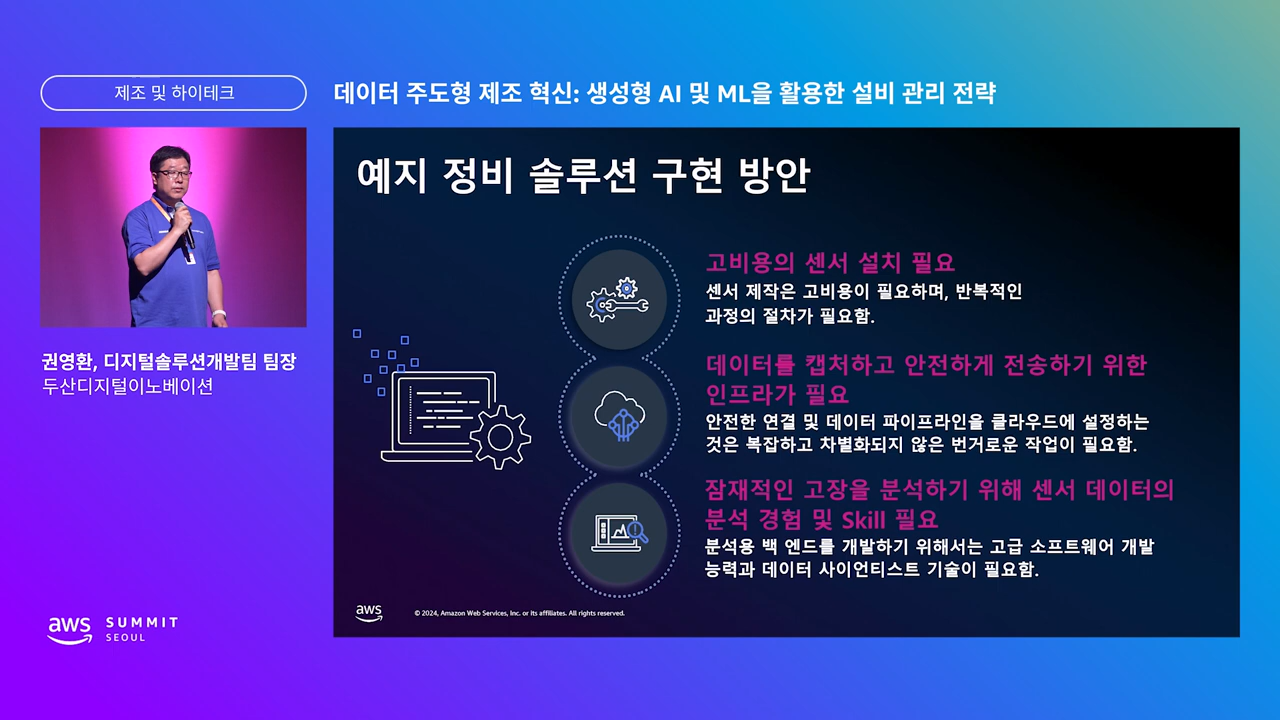 제조 및 하이테크
데이터 주도형 제조 혁신: 생성형 AI 및 ML을 활용한 설비 관리 전략
권영환, 디지털솔루션개발팀 팀장
두산디지털이노베이션
예지 정비 솔루션 구현 방안
고비용의 센서 설치 필요
센서 제작은 고비용이 필요하며, 반복적인
과정의 절차가 필요함.
데이터를 캡처하고 안전하게 전송하기 위한
인프라가 필요
안전한 연결 및 데이터 파이프라인을 클라우드에 설정하는
것은 복잡하고 차별화되지 않은 번거로운 작업이 필요함.
잠재적인 고장을 분석하기 위해 센서 데이터의
분석 경험 및 Skill 필요
분석용 백 엔드를 개발하기 위해서는 고급 소프트웨어 개발
능력과 데이터 사이언티스트 기술이 필요함.
aws
© 2024, Amazon Web Services, Inc. or its affiliates. All rights reserved.
aws SUMMIT
SEOUL